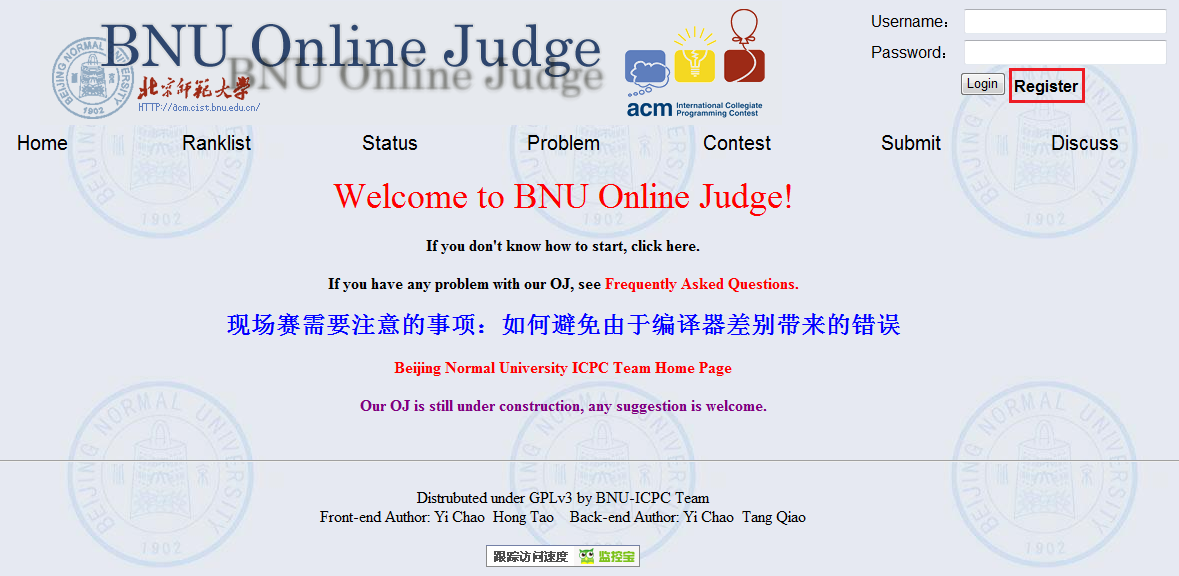 BNU Online Judge
BNU Online Judge
BEIJING NORMAL UNIVERSITY
1902
北京师范大学
HTTP://acm.cist.bnu.edu.cn/
acm International Collegiate
Programming Contest
Username:
Password:
Login Register
Home Ranklist Status Problem Contest Submit Discuss
Welcome to BNU Online Judge!
If you don't know how to start, click here.
If you have any problem with our OJ, see Frequently Asked Questions.
现场赛需要注意的事项：如何避免由于编译器差别带来的错误
Beijing Normal University ICPC Team Home Page
Our OJ is still under construction, any suggestion is welcome.
Distrubuted under GPLv3 by BNU-ICPC Team
Front-end Author: Yi Chao Hong Tao Back-end Author: Yi Chao Tang Qiao
跟踪访问速度 监控宝